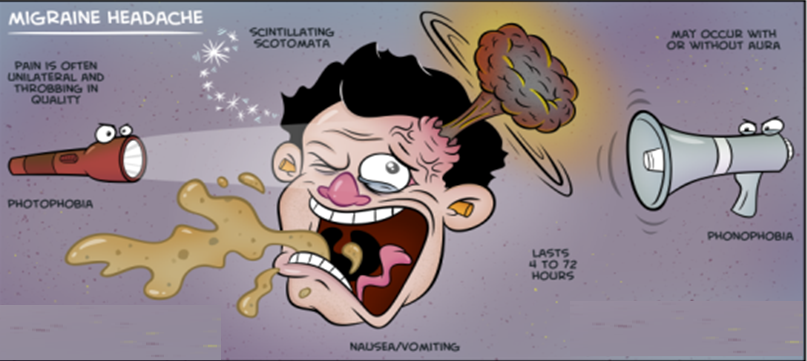 MIGRAINE HEADACHE
SCINTILLATING
SCOTOMATA
MAY OCCUR WITH
OR WITHOUT AURA
PAIN IS OFTEN
UNILATERAL AND
THROBBING IN
QUALITY
PHOTOPHOBIA
PHONOPHOBIA
LASTS
4 TO 72
HOURS
NAUSEA/VOMITING